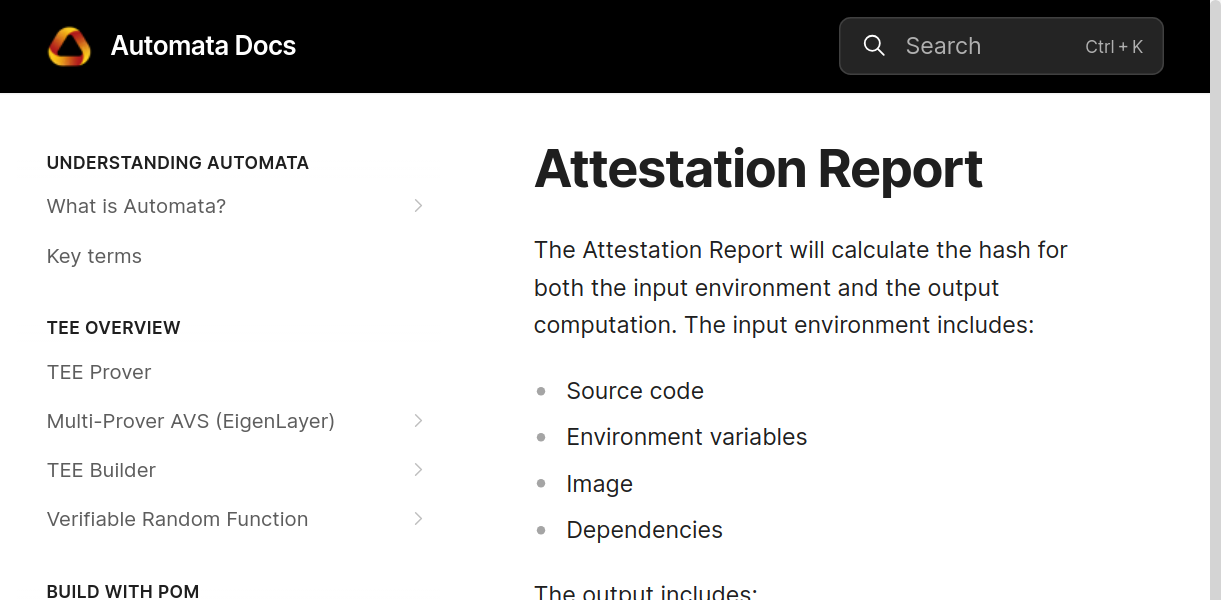 Automata Docs
Search
Ctrl + K
UNDERSTANDING AUTOMATA
What is Automata?
Key terms
TEE OVERVIEW
TEE Prover
Multi-Prover AVS (EigenLayer)
TEE Builder
Verifiable Random Function
BUILD WITH POM
Attestation Report
The Attestation Report will calculate the hash for
both the input environment and the output
computation. The input environment includes:
Source code
Environment variables
Image
Dependencies
The output includes: